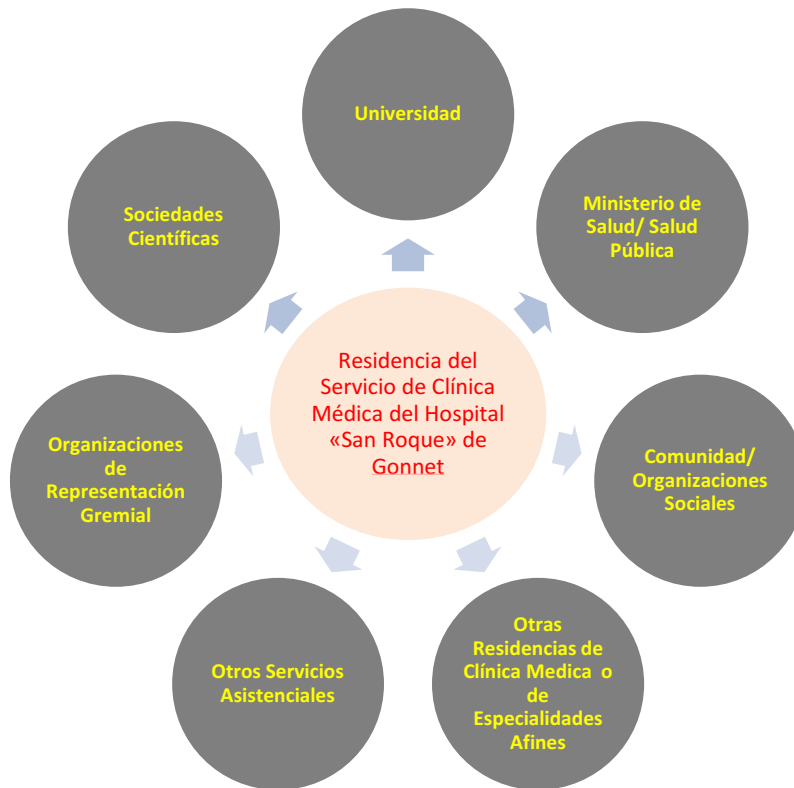 Universidad
Sociedades
Científicas
Ministerio de
Salud/ Salud
Pública
Residencia del
Servicio de Clínica
Médica del Hospital
«San Roque» de
Gonnet
Organizaciones
de
Representación
Gremial
Comunidad/
Organizaciones
Sociales
Otros Servicios
Asistenciales
Otras
Residencias de
Clínica Medica o
de
Especialidades
Afines